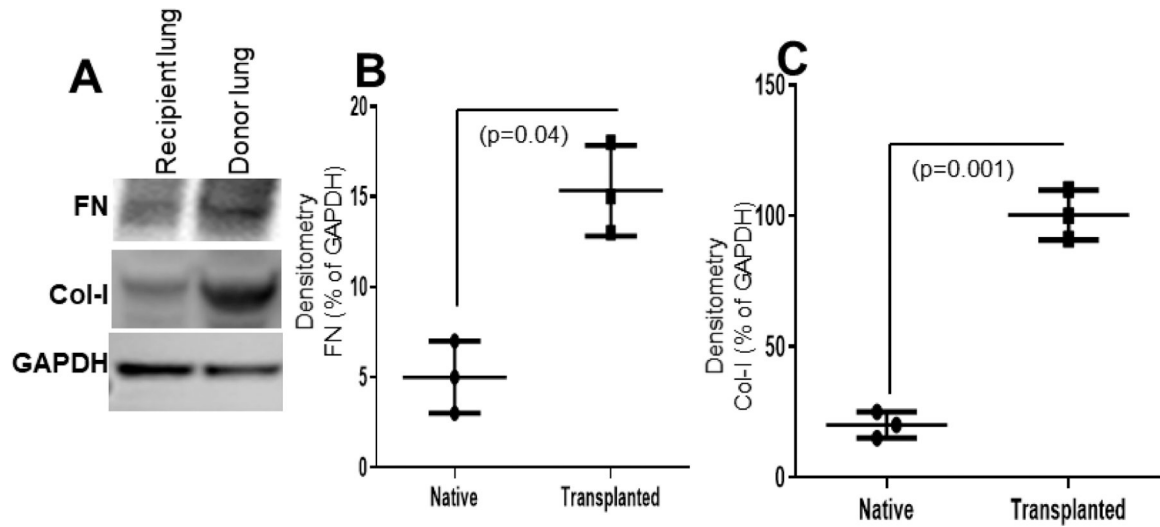 A
Recipient lung
Donor lung
FN
Col-I
GAPDH
B
Densitometry
FN (% of GAPDH)
20
15
10
5
0
(p=0.04)
Native
Transplanted
C
Densitometry
Col-I (% of GAPDH)
150
100
50
0
(p=0.001)
Native
Transplanted